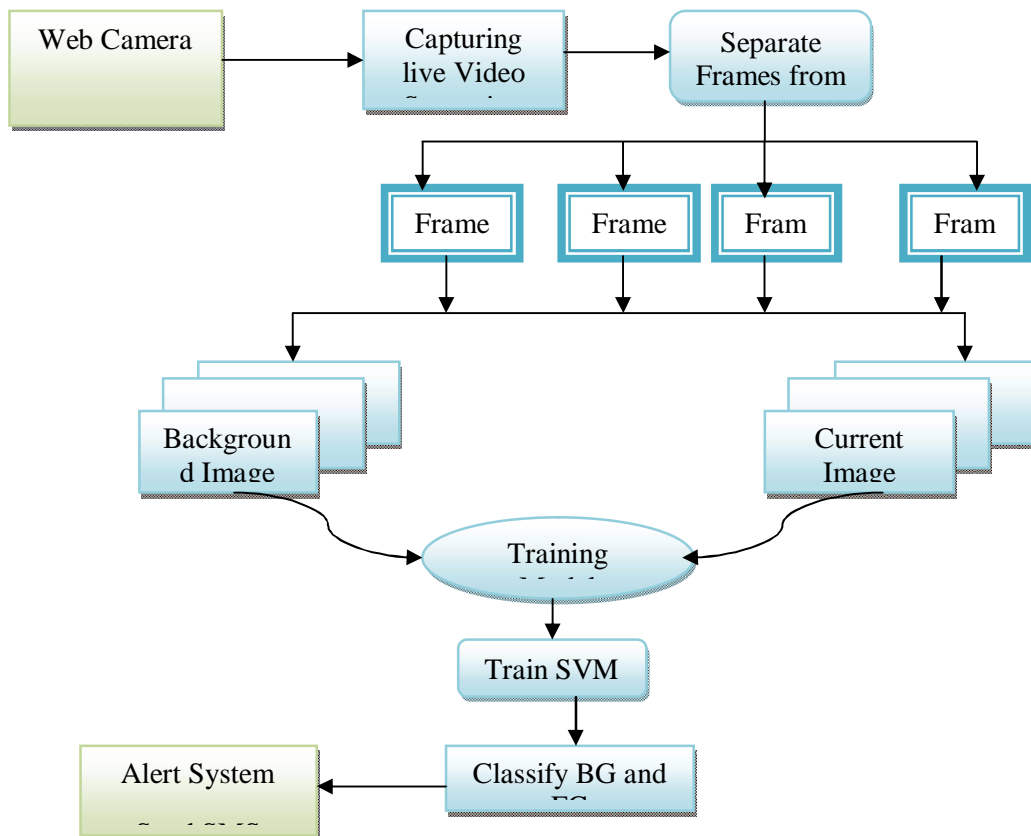 Web Camera
Capturing
live Video
Separate
Frames from
Frame
Frame
Fram
Fram
Backgroun
d Image
Current
Image
Training
Train SVM
Classify BG and
Alert System